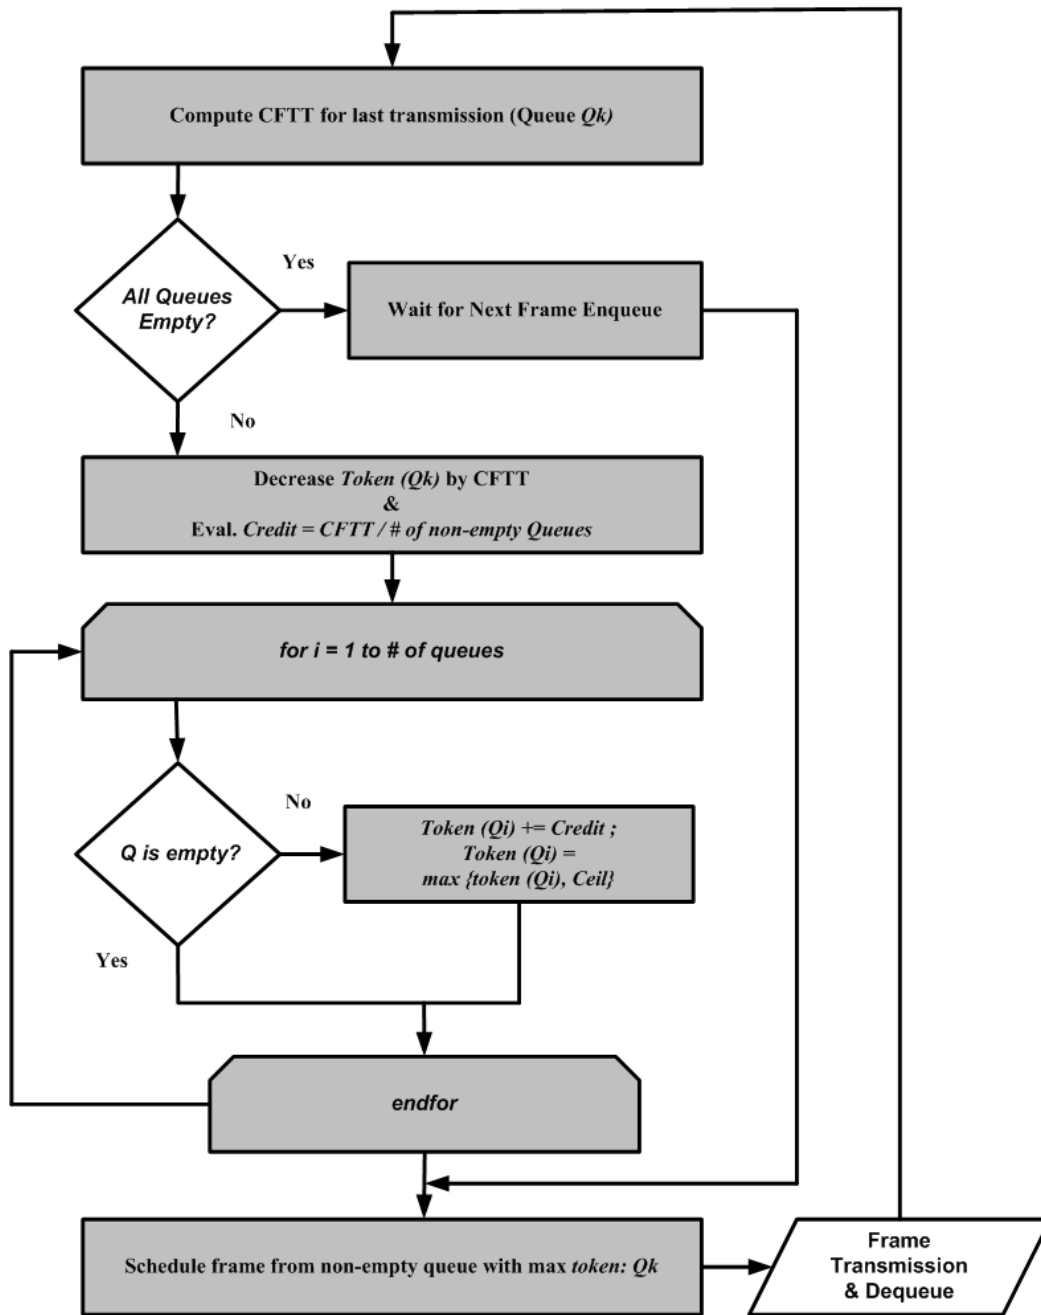 Compute CFTT for last transmission (Queue Qk)
All Queues
Empty?
Yes
Wait for Next Frame Enqueue
No
Decrease Token (Qk) by CFTT
&
Eval. Credit = CFTT / # of non-empty Queues
for i = 1 to # of queues
Q is empty?
No
Token (Qi) += Credit ;
Token (Qi) =
max {token (Qi), Ceil}
Yes
endfor
Schedule frame from non-empty queue with max token: Qk
Frame
Transmission
& Dequeue